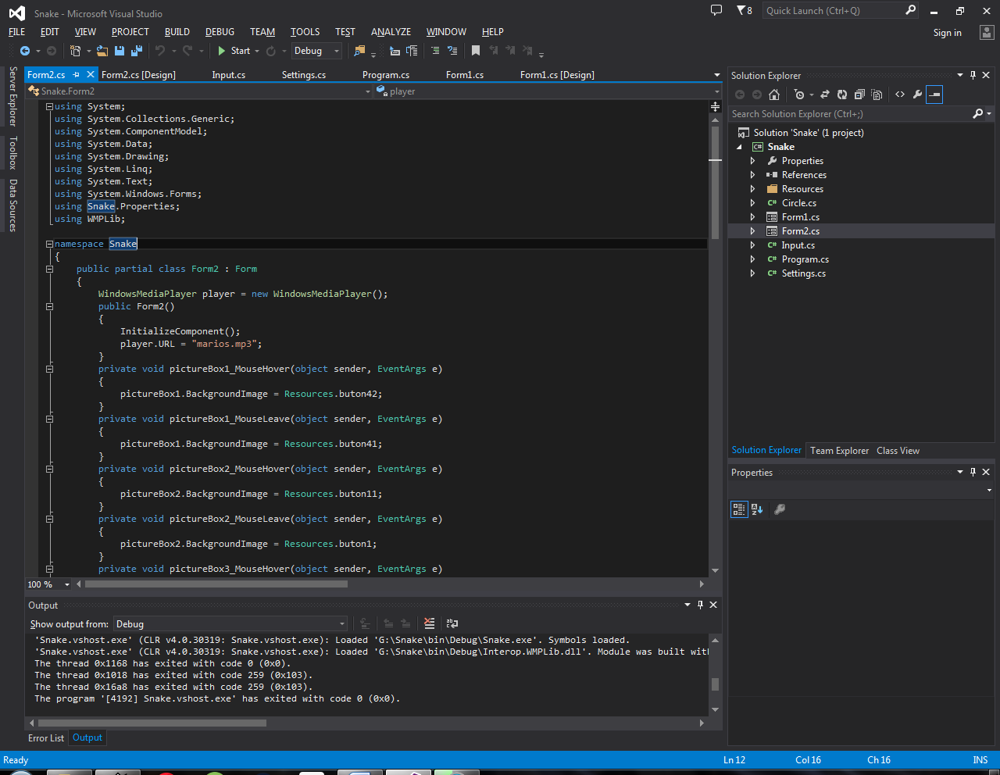 Snake - Microsoft Visual Studio
8
Quick Launch (Ctrl+Q)
FILE EDIT VIEW PROJECT BUILD DEBUG TEAM TOOLS TEST ANALYZE WINDOW HELP
Sign in
Start Debug
Server Explorer
Toolbox
Data Sources
Form2.cs Form2.cs [Design] Input.cs Settings.cs Program.cs Form1.cs Form1.cs [Design]
Snake.Form2 player
using System;
using System.Collections.Generic;
using System.ComponentModel;
using System.Data;
using System.Drawing;
using System.Linq;
using System.Text;
using System.Windows.Forms;
using Snake.Properties;
using WMPLib;
namespace Snake
{
public partial class Form2 : Form
{
WindowsMediaPlayer player = new WindowsMediaPlayer();
public Form2()
{
InitializeComponent();
player.URL = "marios.mp3";
}
private void pictureBox1_MouseHover(object sender, EventArgs e)
{
pictureBox1.BackgroundImage = Resources.buton42;
}
private void pictureBox1_MouseLeave(object sender, EventArgs e)
{
pictureBox1.BackgroundImage = Resources.buton41;
}
private void pictureBox2_MouseHover(object sender, EventArgs e)
{
pictureBox2.BackgroundImage = Resources.buton11;
}
private void pictureBox2_MouseLeave(object sender, EventArgs e)
{
pictureBox2.BackgroundImage = Resources.buton1;
}
private void pictureBox3_MouseHover(object sender, EventArgs e)
100 %
Output
Show output from: Debug
'Snake.vshost.exe' (CLR v4.0.30319: Snake.vshost.exe): Loaded 'G:\Snake\bin\Debug\Snake.exe'. Symbols loaded.
'Snake.vshost.exe' (CLR v4.0.30319: Snake.vshost.exe): Loaded 'G:\Snake\bin\Debug\Interop.WMPLib.dll'. Module was built with
The thread 0x1168 has exited with code 0 (0x0).
The thread 0x1018 has exited with code 259 (0x103).
The thread 0x16a8 has exited with code 259 (0x103).
The program '[4192] Snake.vshost.exe' has exited with code 0 (0x0).
Error List Output
Solution Explorer
Search Solution Explorer (Ctrl+;)
Solution 'Snake' (1 project)
C# Snake
Properties
References
Resources
C# Circle.cs
Form1.cs
Form2.cs
C# Input.cs
C# Program.cs
C# Settings.cs
Solution Explorer Team Explorer Class View
Properties
Ready
Ln 12 Col 16 Ch 16 INS